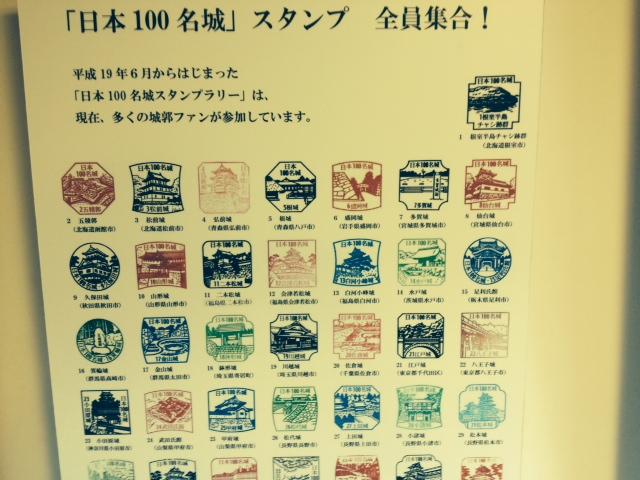 「日本100名城」スタンプ 全員集合！
平成19年6月からはじまった
「日本100名城スタンプラリー」は、
現在、多くの城郭ファンが参加しています。
日本100名城
1根室半島
チャシ跡群
1 根室半島チャシ跡群
（北海道根室市）
2 五稜郭 3 松前城 4 弘前城 5 根城 6 盛岡城 7 多賀城 8 仙台城
（北海道函館市） （北海道松前町） （青森県弘前市） （青森県八戸市） （岩手県盛岡市） （宮城県多賀城市） （宮城県仙台市）
9 久保田城 10 山形城 11 二本松城 12 会津若松城 13 白河小峰城 14 水戸城 15 足利氏館
（秋田県秋田市） （山形県山形市） （福島県二本松市） （福島県会津若松市） （福島県白河市） （茨城県水戸市） （栃木県足利市）
16 箕輪城 17 金山城 18 鉢形城 19 川越城 20 佐倉城 21 江戸城 22 八王子城
（群馬県高崎市） （群馬県太田市） （埼玉県寄居町） （埼玉県川越市） （千葉県佐倉市） （東京都千代田区） （東京都八王子市）
23 小田原城 24 武田氏館 25 甲府城 26 松代城 27 上田城 28 小諸城 29 松本城
（神奈川県小田原市） （山梨県甲府市） （山梨県甲府市） （長野県長野市） （長野県上田市） （長野県小諸市） （長野県松本市）